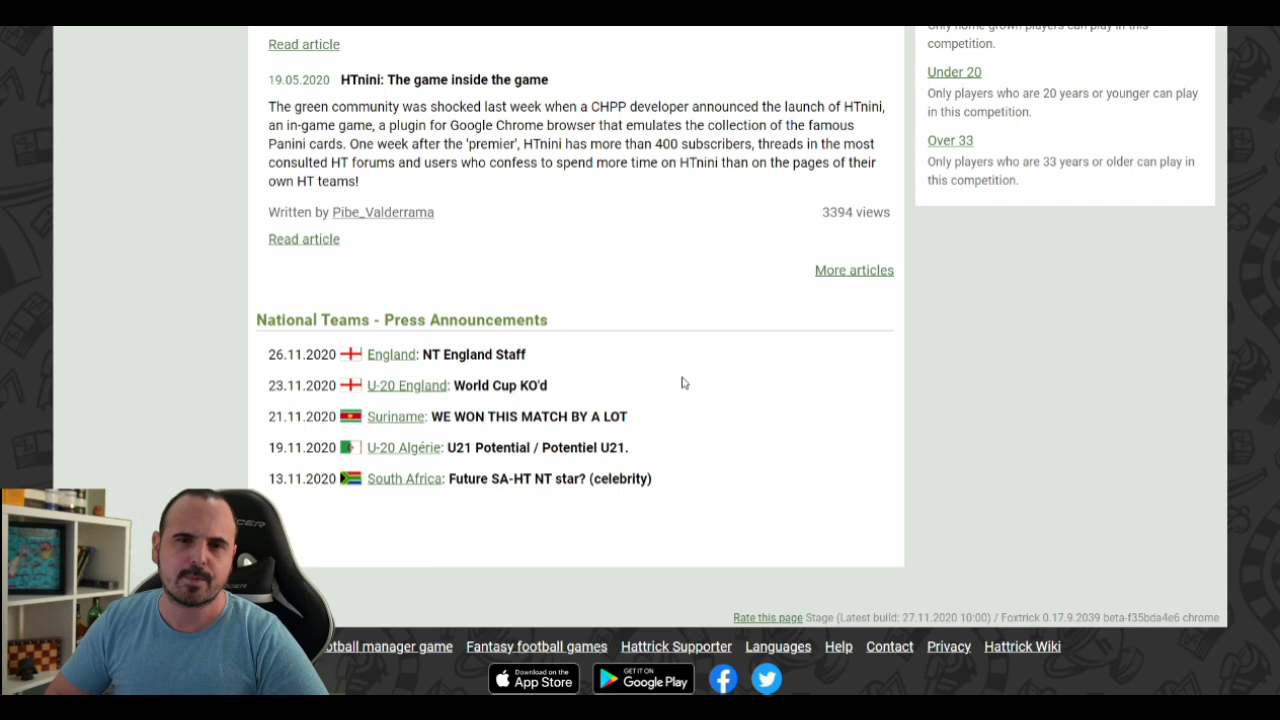 Read article
19.05.2020 HTnini: The game inside the game
The green community was shocked last week when a CHPP developer announced the launch of HTnini,
an in-game game, a plugin for Google Chrome browser that emulates the collection of the famous
Panini cards. One week after the 'premier', HTnini has more than 400 subscribers, threads in the most
consulted HT forums and users who confess to spend more time on HTnini than on the pages of their
own HT teams!
Written by Pibe_Valderrama 3394 views
Read article
More articles
National Teams - Press Announcements
26.11.2020 England: NT England Staff
23.11.2020 U-20 England: World Cup KO'd
21.11.2020 Suriname: WE WON THIS MATCH BY A LOT
19.11.2020 U-20 Algérie: U21 Potential / Potentiel U21.
13.11.2020 South Africa: Future SA-HT NT star? (celebrity)
Only home grown players can play in this
competition.
Under 20
Only players who are 20 years or younger can play
in this competition.
Over 33
Only players who are 33 years or older can play in
this competition.
Rate this page Stage (Latest build: 27.11.2020 10:00) / Foxtrick 0.17.9.2039 beta-f35bda4e6 chrome
otball manager game Fantasy football games Hattrick Supporter Languages Help Contact Privacy Hattrick Wiki
Download on the
App Store
GET IT ON
Google Play